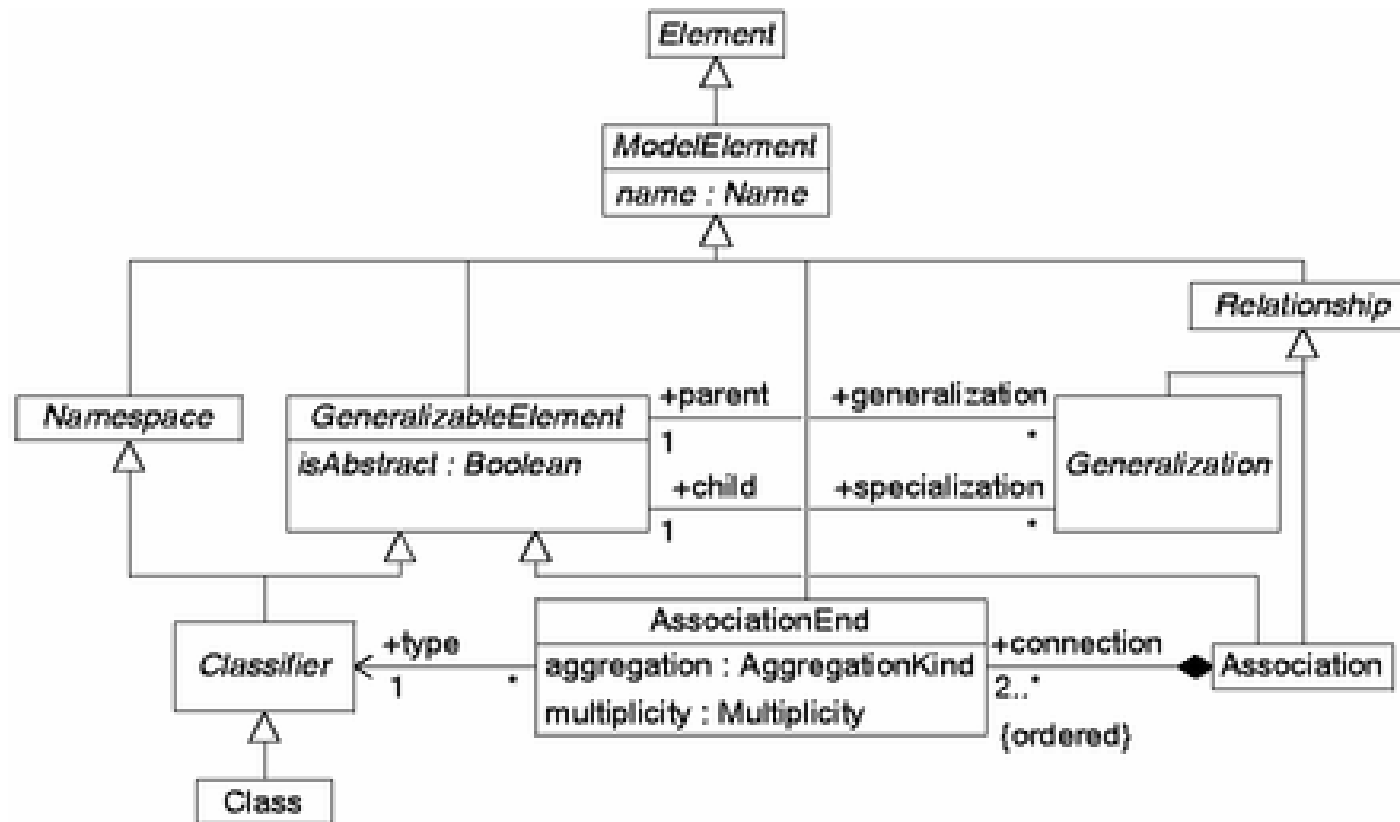 Element
ModelElement
name : Name
Relationship
Namespace
GeneralizableElement
isAbstract : Boolean
+parent
1
+generalization
*
+child
1
+specialization
*
Generalization
Classifier
+type
1
*
AssociationEnd
aggregation : AggregationKind
multiplicity : Multiplicity
+connection
2..*
{ordered}
Association
Class